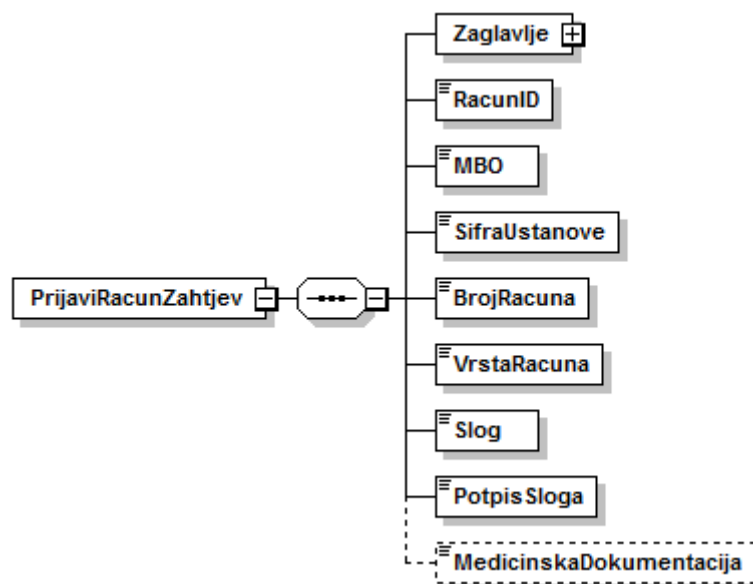 Zaglavlje
RacunID
MBO
SifraUstanove
PrijaviRacunZahtjev
BrojRacuna
VrstaRacuna
Slog
PotpisSloga
MedicinskaDokumentacija